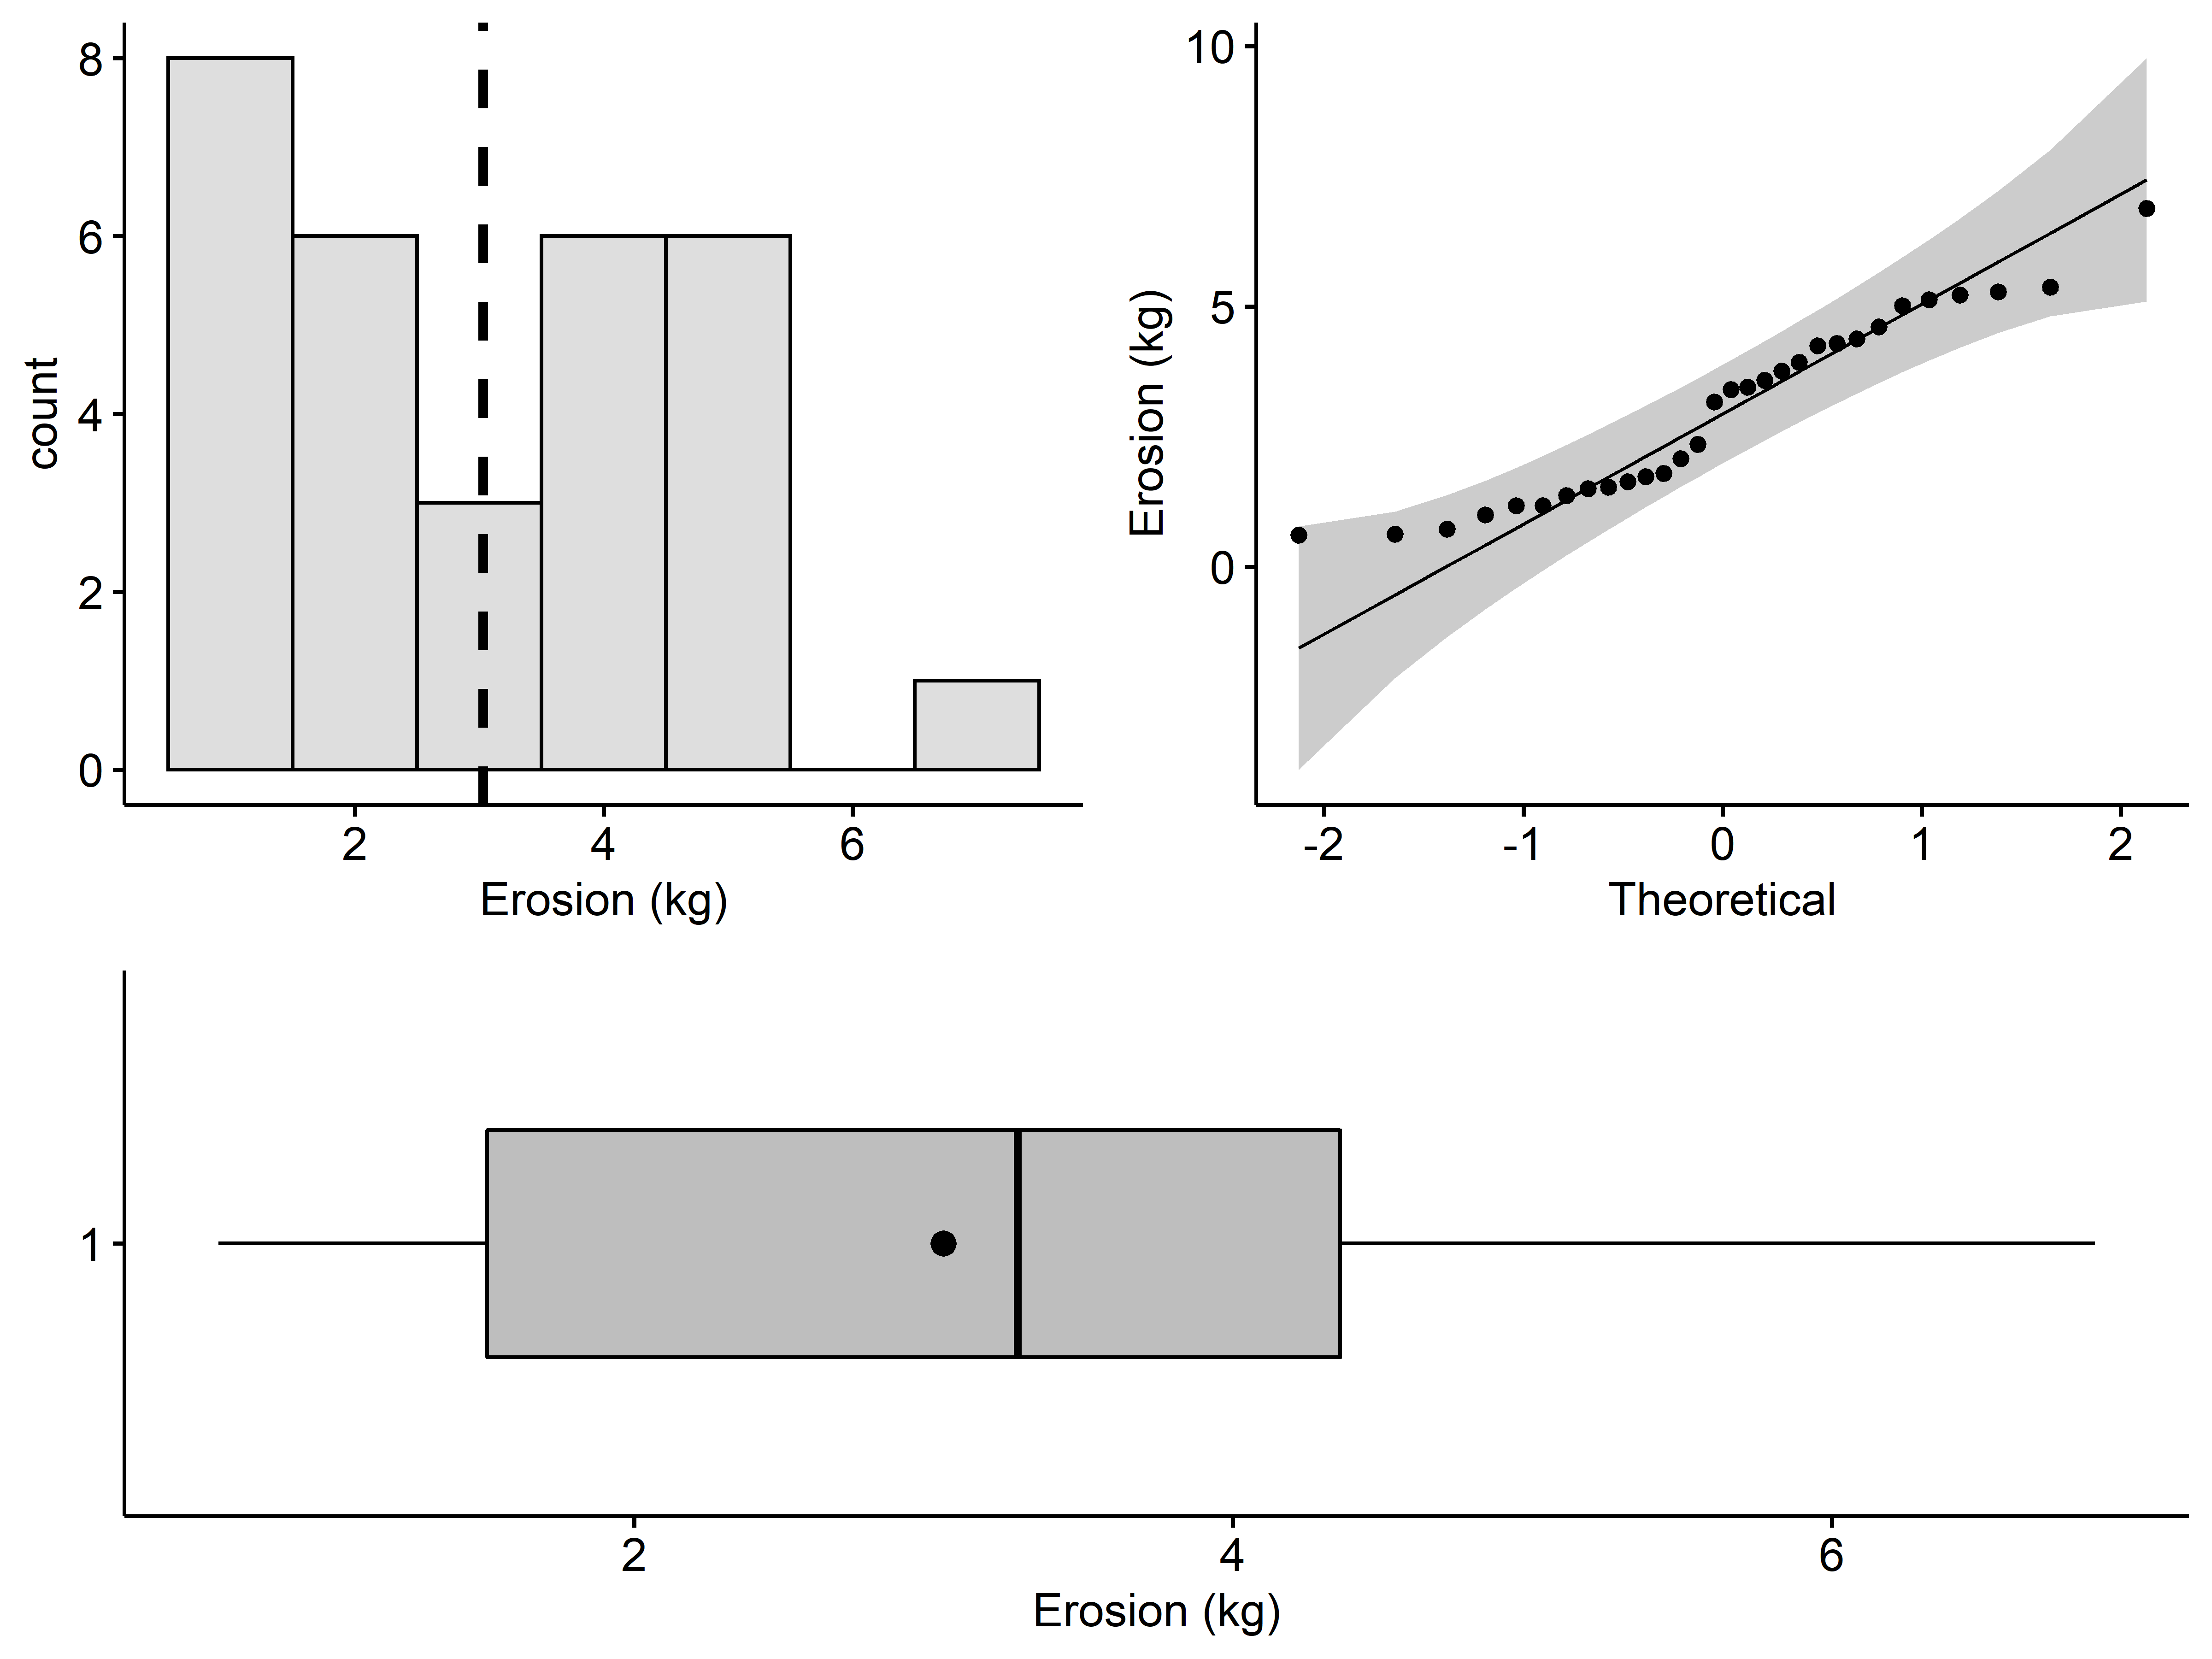 8
6
4
2
0
count
2 4 6
Erosion (kg)
10
5
0
Erosion (kg)
-2 -1 0 1 2
Theoretical
1
2 4 6
Erosion (kg)